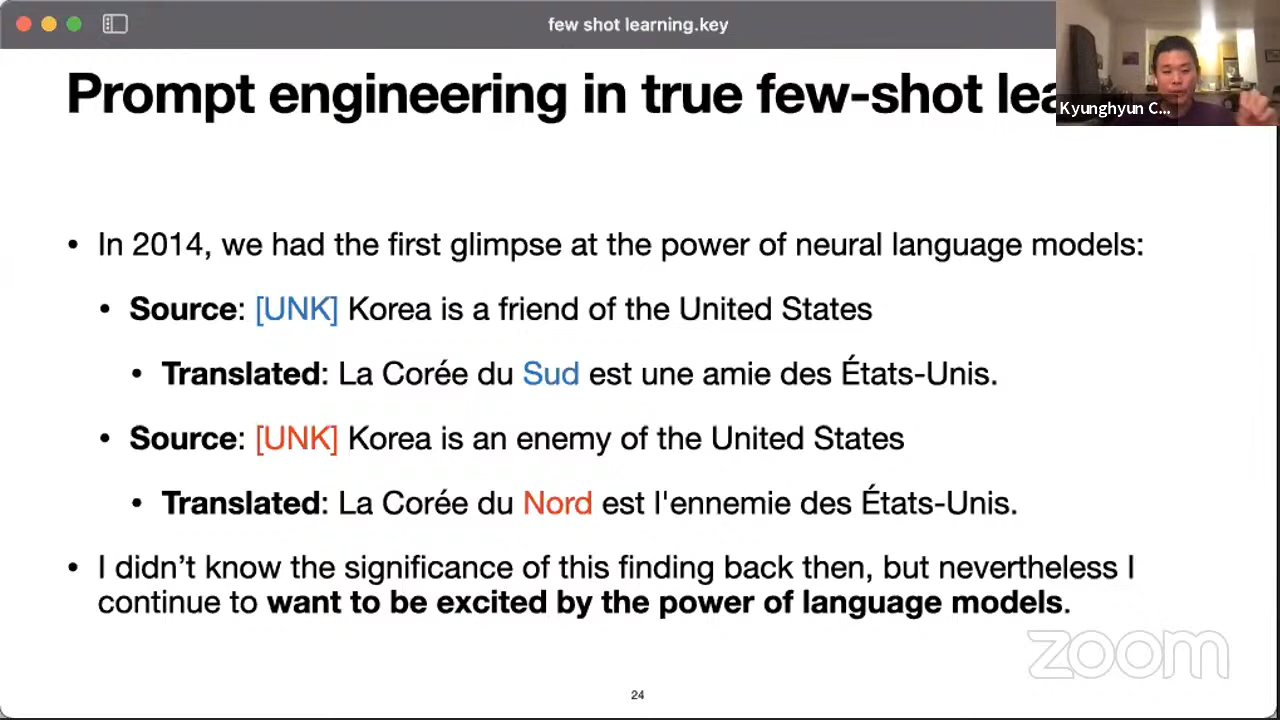 few shot learning.key
Prompt engineering in true few-shot lea
Kyunghyun C...
• In 2014, we had the first glimpse at the power of neural language models:
• Source: [UNK] Korea is a friend of the United States
• Translated: La Corée du Sud est une amie des États-Unis.
• Source: [UNK] Korea is an enemy of the United States
• Translated: La Corée du Nord est l'ennemie des États-Unis.
• I didn’t know the significance of this finding back then, but nevertheless I
continue to want to be excited by the power of language models.
zoom
24